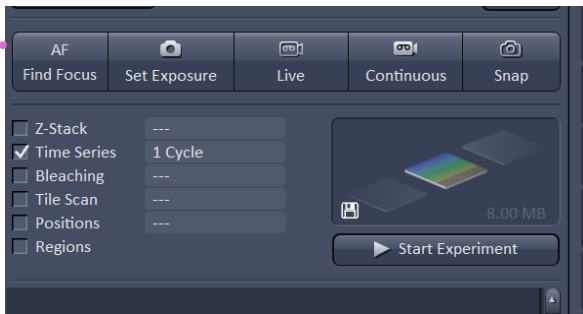 AF
Find Focus Set Exposure Live Continuous Snap
Z-Stack ---
Time Series 1 Cycle
Bleaching ---
Tile Scan ---
Positions ---
Regions
8.00 MB
Start Experiment